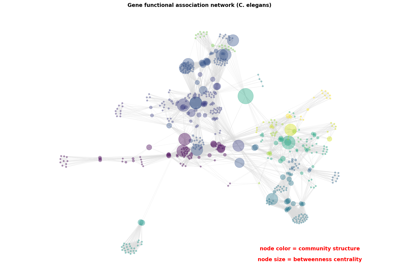 Gene functional association network (C. elegans)
node color = community structure
node size = betweenness centrality